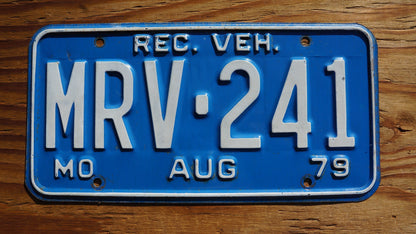 REC. VEH.
MRV·241
MO AUG 79